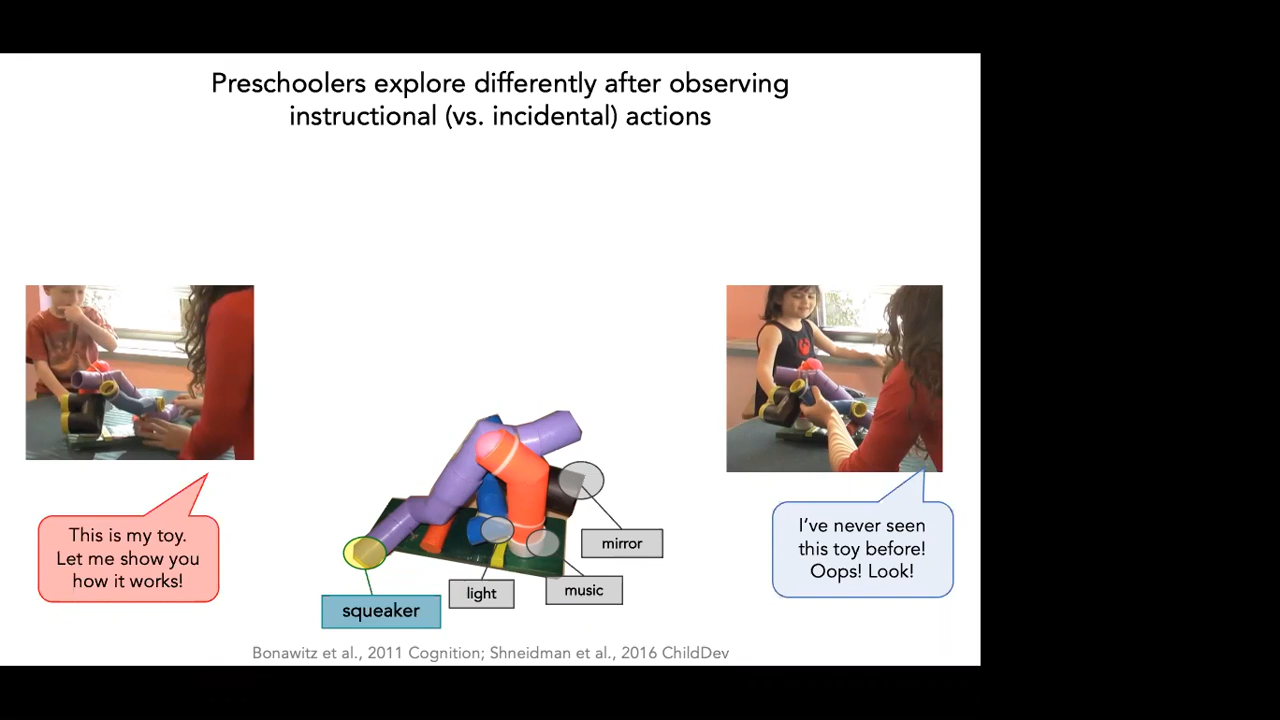 Preschoolers explore differently after observing
instructional (vs. incidental) actions
This is my toy.
Let me show you
how it works!
I've never seen
this toy before!
Oops! Look!
mirror
light
music
squeaker
Bonawitz et al., 2011 Cognition; Shneidman et al., 2016 ChildDev